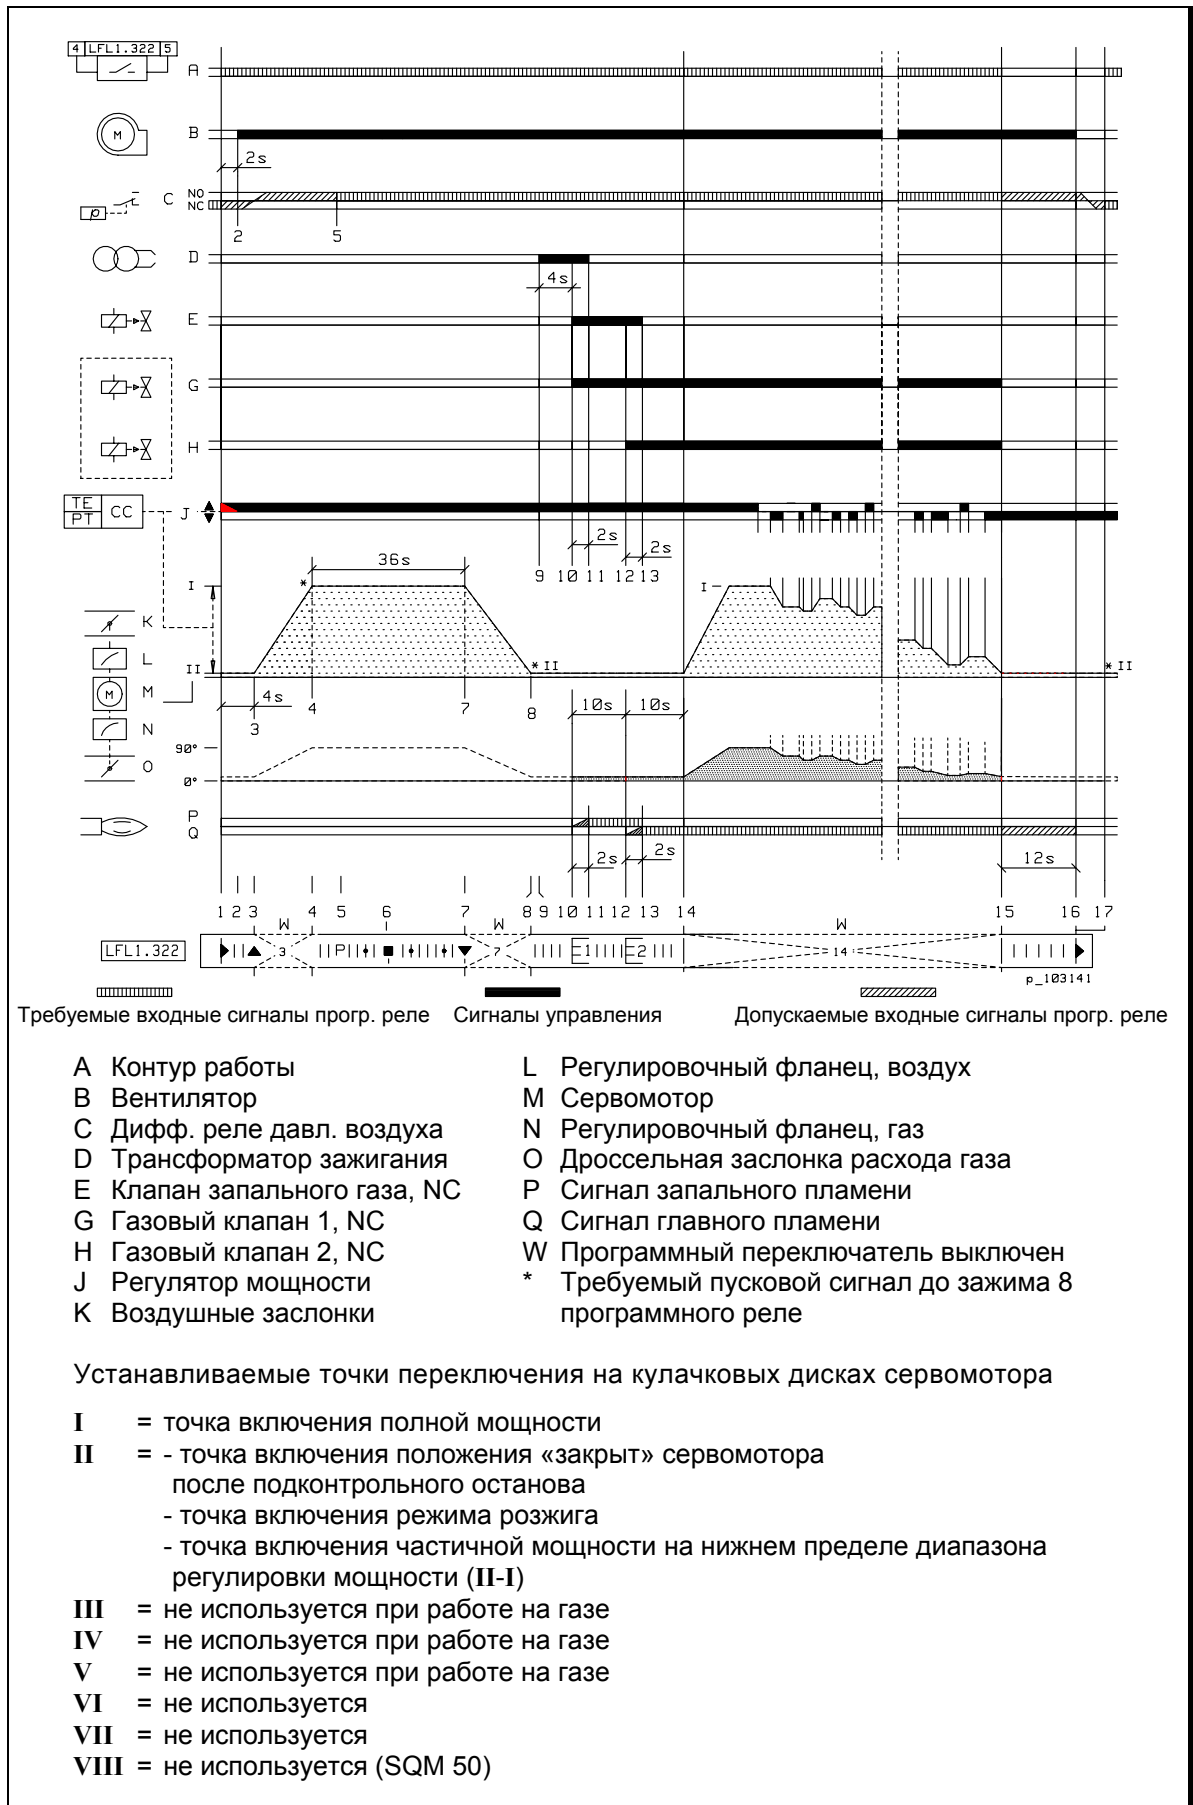 4 LFL1.322 5
A
M
B
2s
p
C NO
NC
2 5
D
4s
E
G
H
TE
PT
CC
J
2s
2s
36s
9 10 11 12 13
*
I
I
K
L
II
* II
* II
M
M
4s
4
7
8
10s 10s
3
N
90°
O
0°
P
Q
2s
2s
12s
1 2 3 4 5 6 7 8 9 10 11 12 13 14 15 16 17
W W W
LFL1.322
3 P 7 E1 E2 14
p_103141
Требуемые входные сигналы прогр. реле Сигналы управления Допускаемые входные сигналы прогр. реле
A Контур работы
B Вентилятор
C Дифф. реле давл. воздуха
D Трансформатор зажигания
E Клапан запального газа, NC
G Газовый клапан 1, NC
H Газовый клапан 2, NC
J Регулятор мощности
K Воздушные заслонки
L Регулировочный фланец, воздух
M Сервомотор
N Регулировочный фланец, газ
O Дроссельная заслонка расхода газа
P Сигнал запального пламени
Q Сигнал главного пламени
W Программный переключатель выключен
* Требуемый пусковой сигнал до зажима 8
программного реле
Устанавливаемые точки переключения на кулачковых дисках сервомотора
I = точка включения полной мощности
II = - точка включения положения «закрыт» сервомотора
после подконтрольного останова
- точка включения режима розжига
- точка включения частичной мощности на нижнем пределе диапазона
регулировки мощности (II-I)
III = не используется при работе на газе
IV = не используется при работе на газе
V = не используется при работе на газе
VI = не используется
VII = не используется
VIII = не используется (SQM 50)